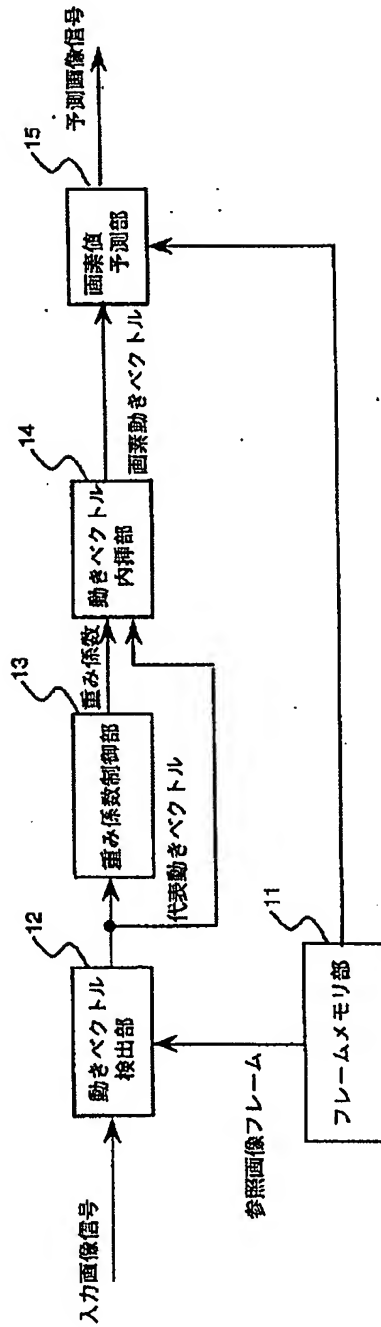 入力画像信号
12
動きベクトル
検出部
参照画像フレーム
11
フレームメモリ部
代表動きベクトル
13
重み係数制御部
重み係数
14
動きベクトル
内挿部
画素動きベクトル
15
画素値
予測部
予測画像信号